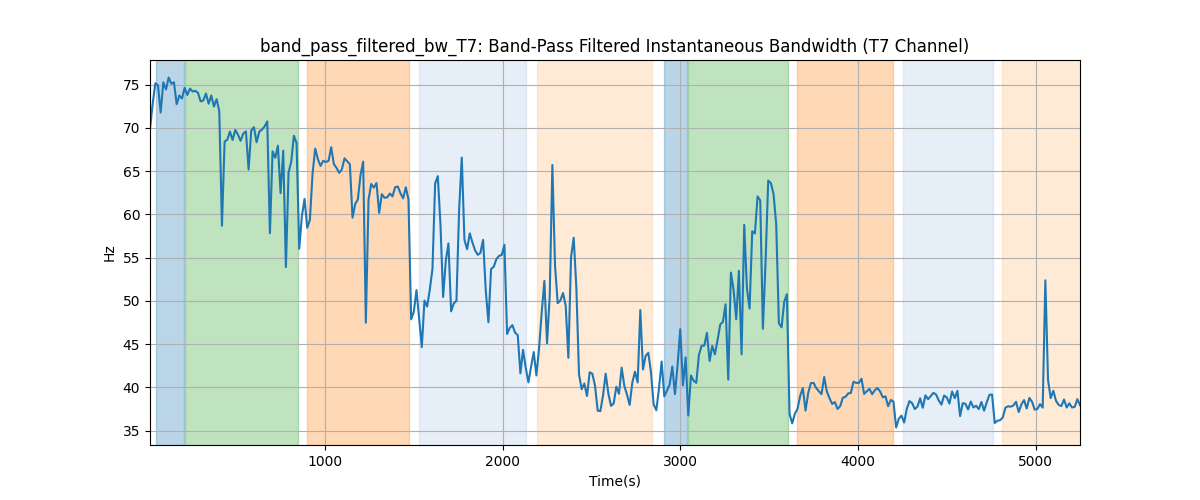 band_pass_filtered_bw_T7: Band-Pass Filtered Instantaneous Bandwidth (T7 Channel)
75
70
65
60
55
50
45
40
35
Hz
1000 2000 3000 4000 5000
Time(s)